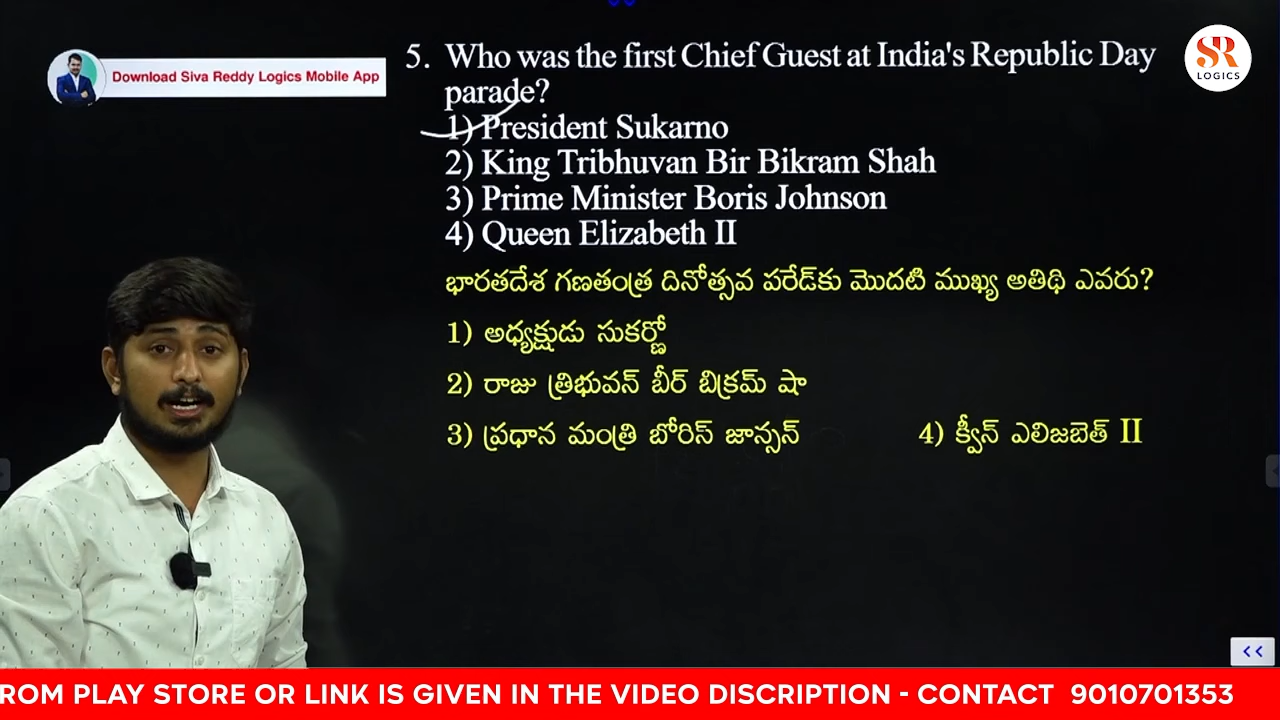 Download Siva Reddy Logics Mobile App
SR
LOGICS
5. Who was the first Chief Guest at India's Republic Day
parade?
1) President Sukarno
2) King Tribhuvan Bir Bikram Shah
3) Prime Minister Boris Johnson
4) Queen Elizabeth II
భారతదేశ గణతంత్ర దినోత్సవ పరేడ్‌కు మొదటి ముఖ్య అతిథి ఎవరు?
1) అధ్యక్షుడు సుకర్ణో
2) రాజు త్రిభువన్ బీర్ బిక్రమ్ షా
3) ప్రధాన మంత్రి బోరిస్ జాన్సన్ 4) క్వీన్ ఎలిజబెత్ II
<<
ROM PLAY STORE OR LINK IS GIVEN IN THE VIDEO DISCRIPTION - CONTACT 9010701353